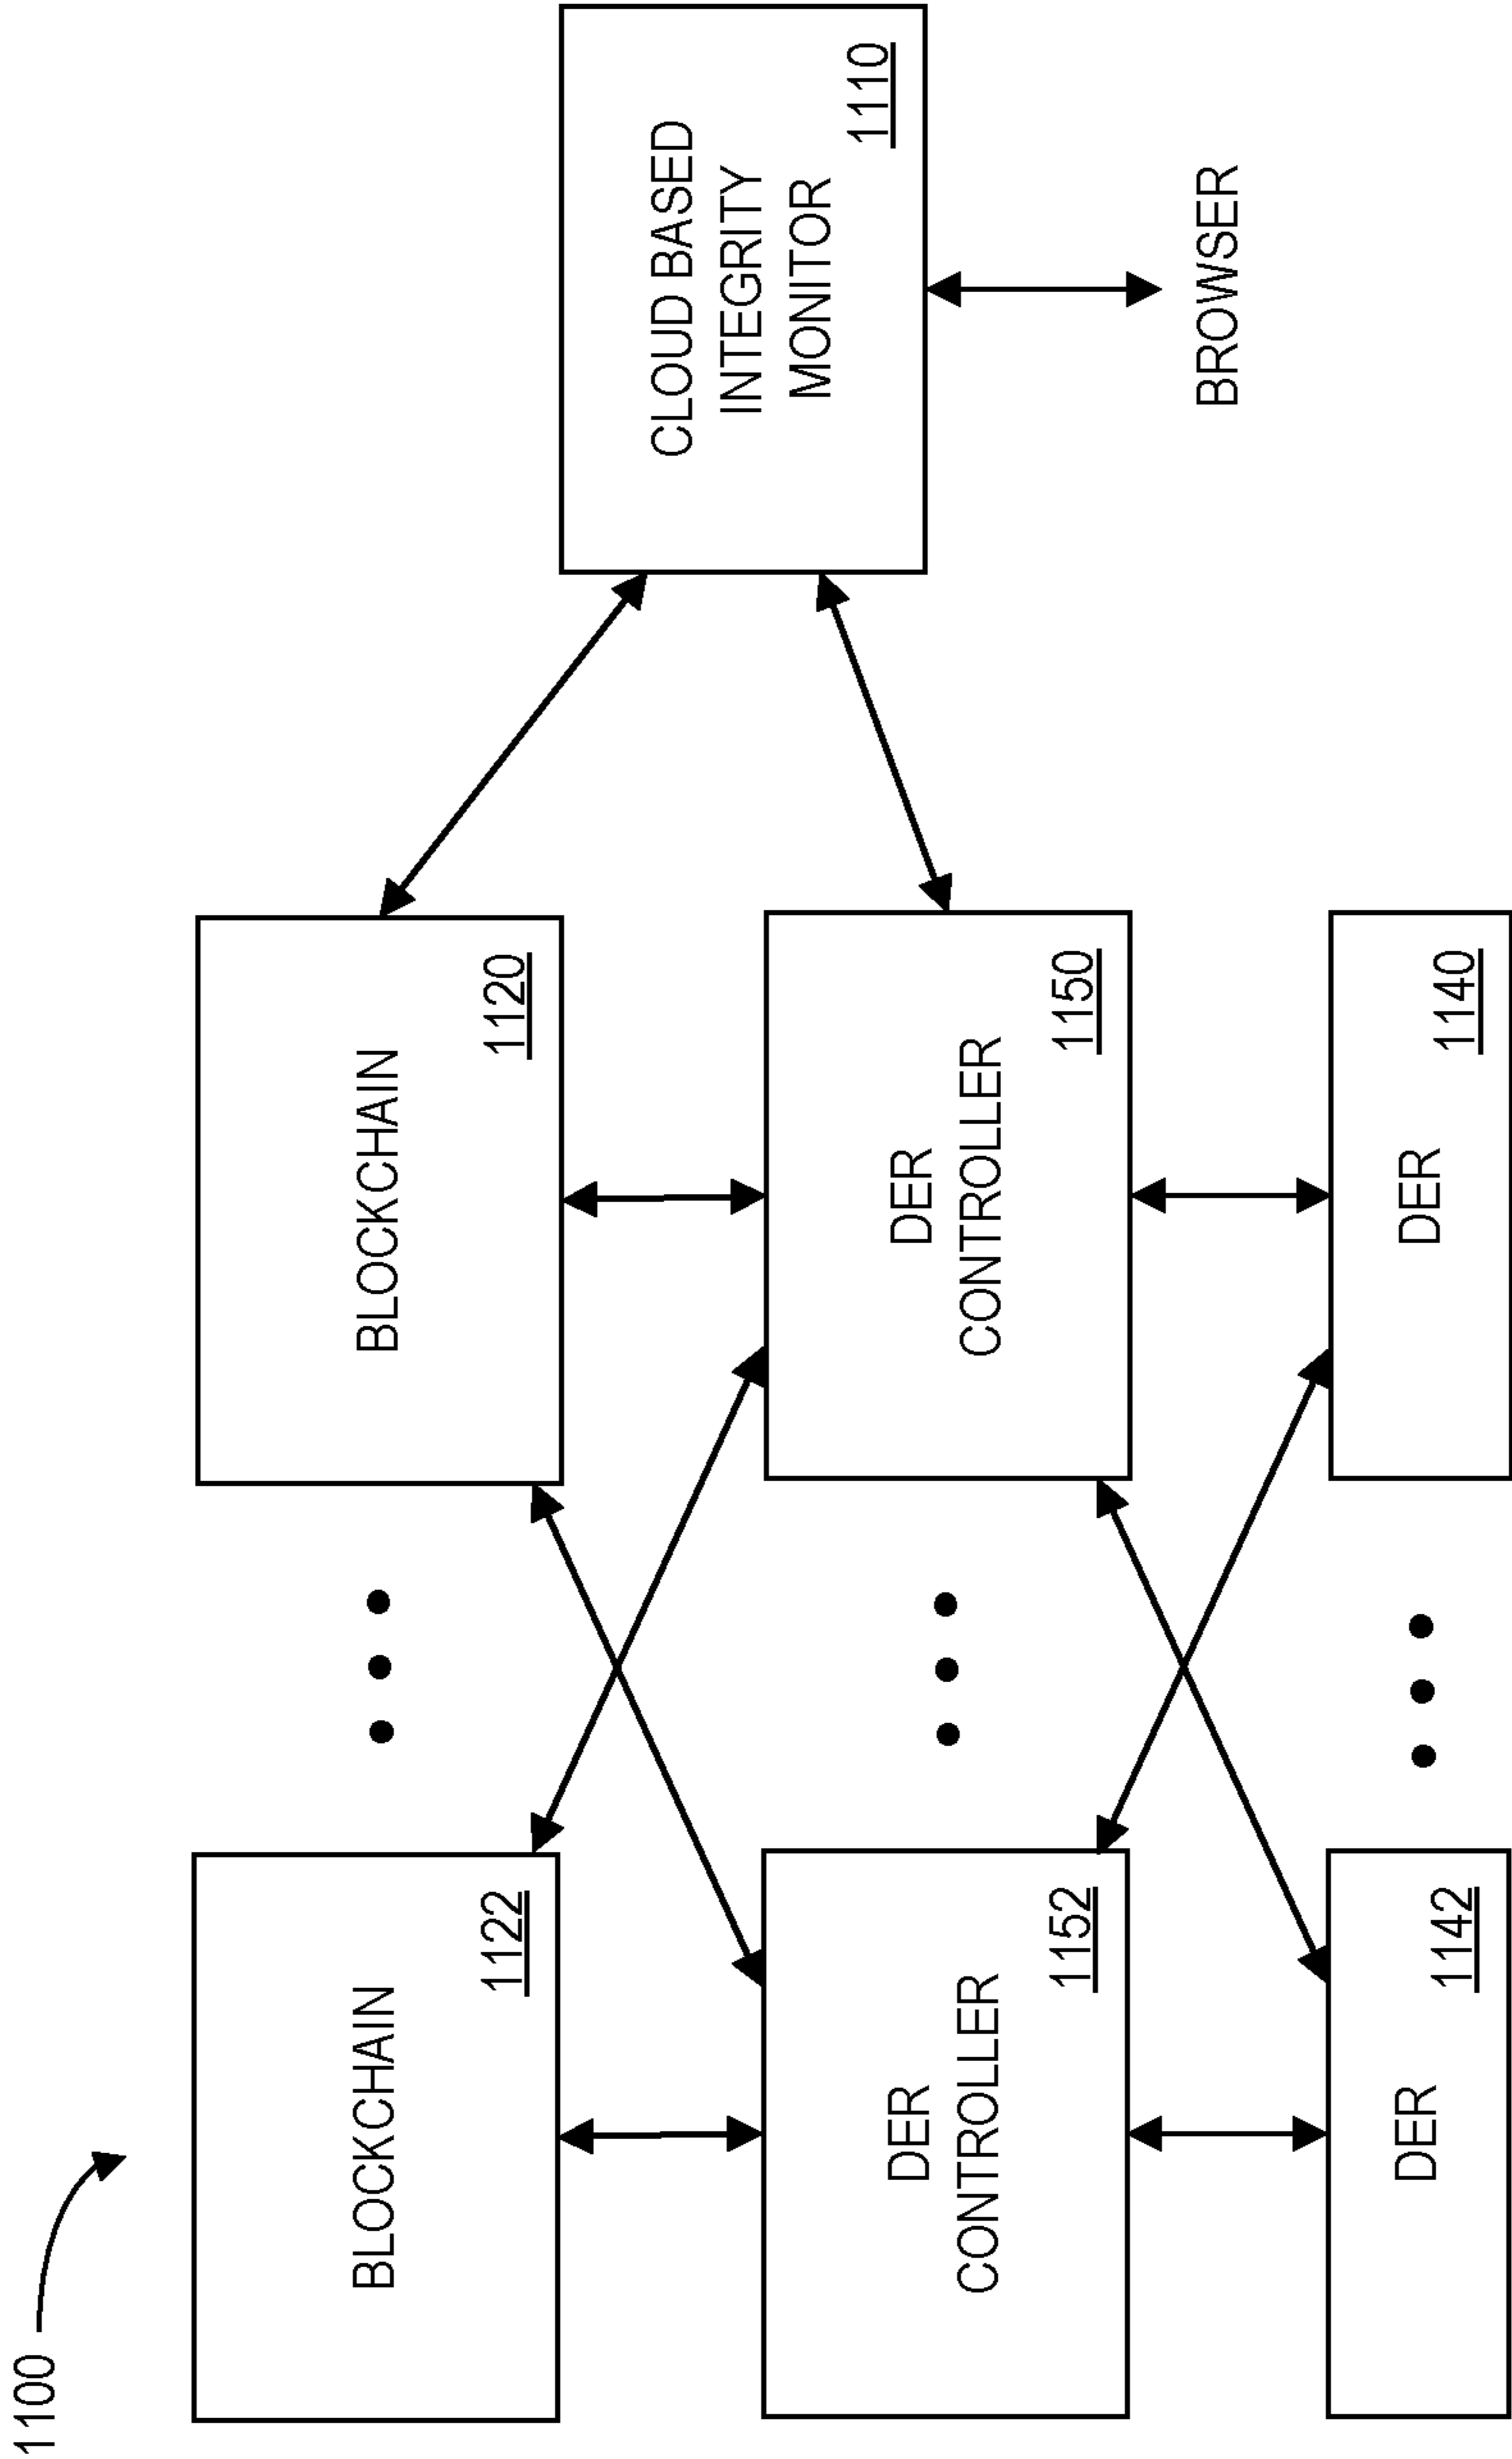 1100
BLOCKCHAIN
1122
BLOCKCHAIN
1120
CLOUD BASED
INTEGRITY
MONITOR
1110
BROWSER
DER
CONTROLLER
1152
DER
CONTROLLER
1150
DER
1142
DER
1140